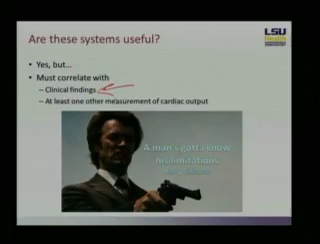 Are these systems useful?
LSU
Health
• Yes, but...
• Must correlate with
– Clinical findings
– At least one other measurement of cardiac output
A man's gotta know
his limitations.